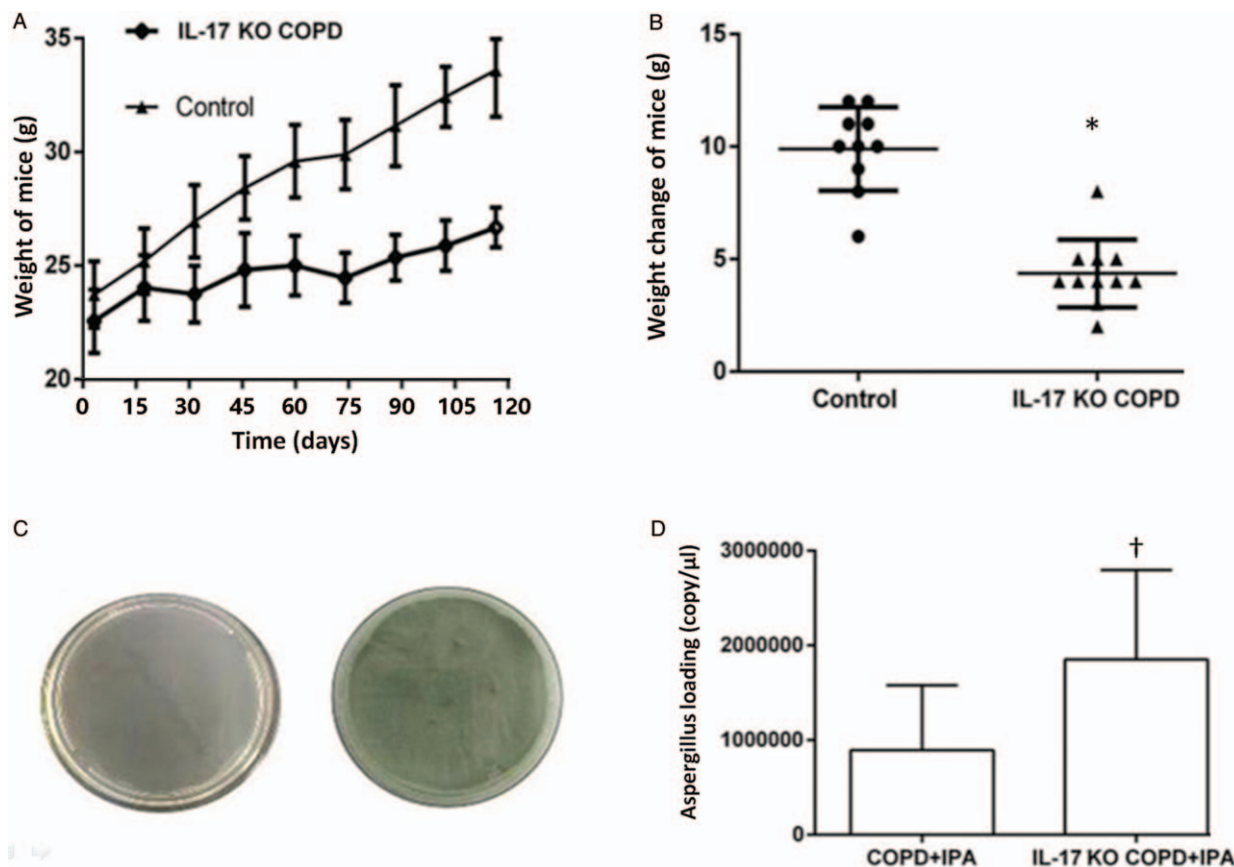 A
Weight of mice (g)
35
30
25
20
IL-17 KO COPD
Control
0 15 30 45 60 75 90 105 120
Time (days)
B
Weight change of mice (g)
15
10
5
0
*
Control IL-17 KO COPD
C
D
Aspergillus loading (copy/μl)
3000000
2000000
1000000
0
†
COPD+IPA IL-17 KO COPD+IPA